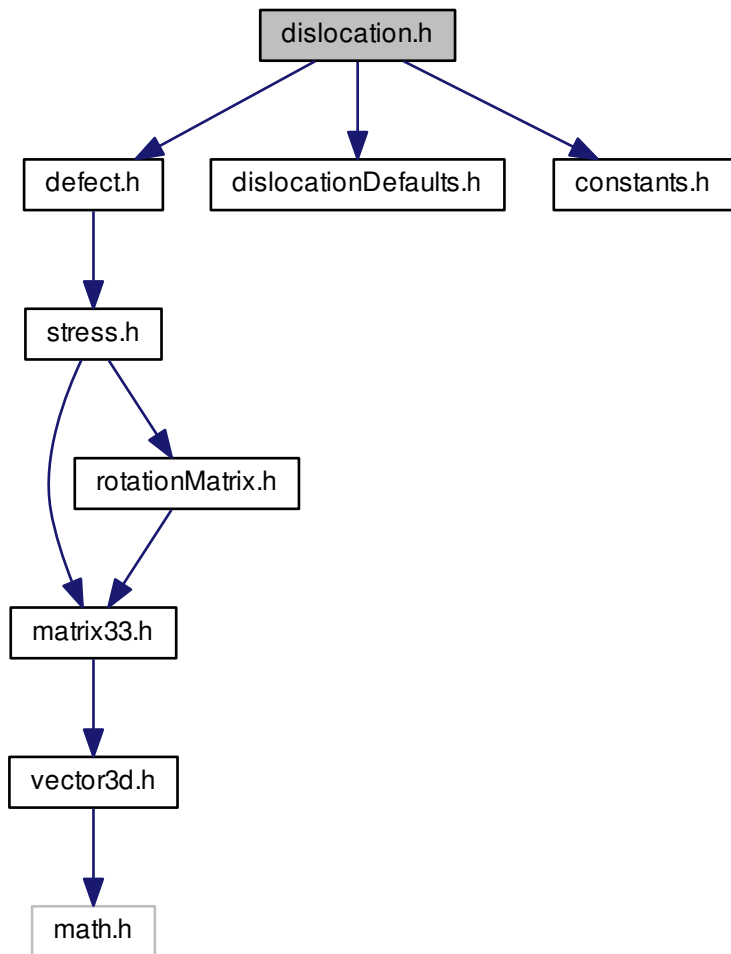 dislocation.h
defect.h
dislocationDefaults.h
constants.h
stress.h
rotationMatrix.h
matrix33.h
vector3d.h
math.h